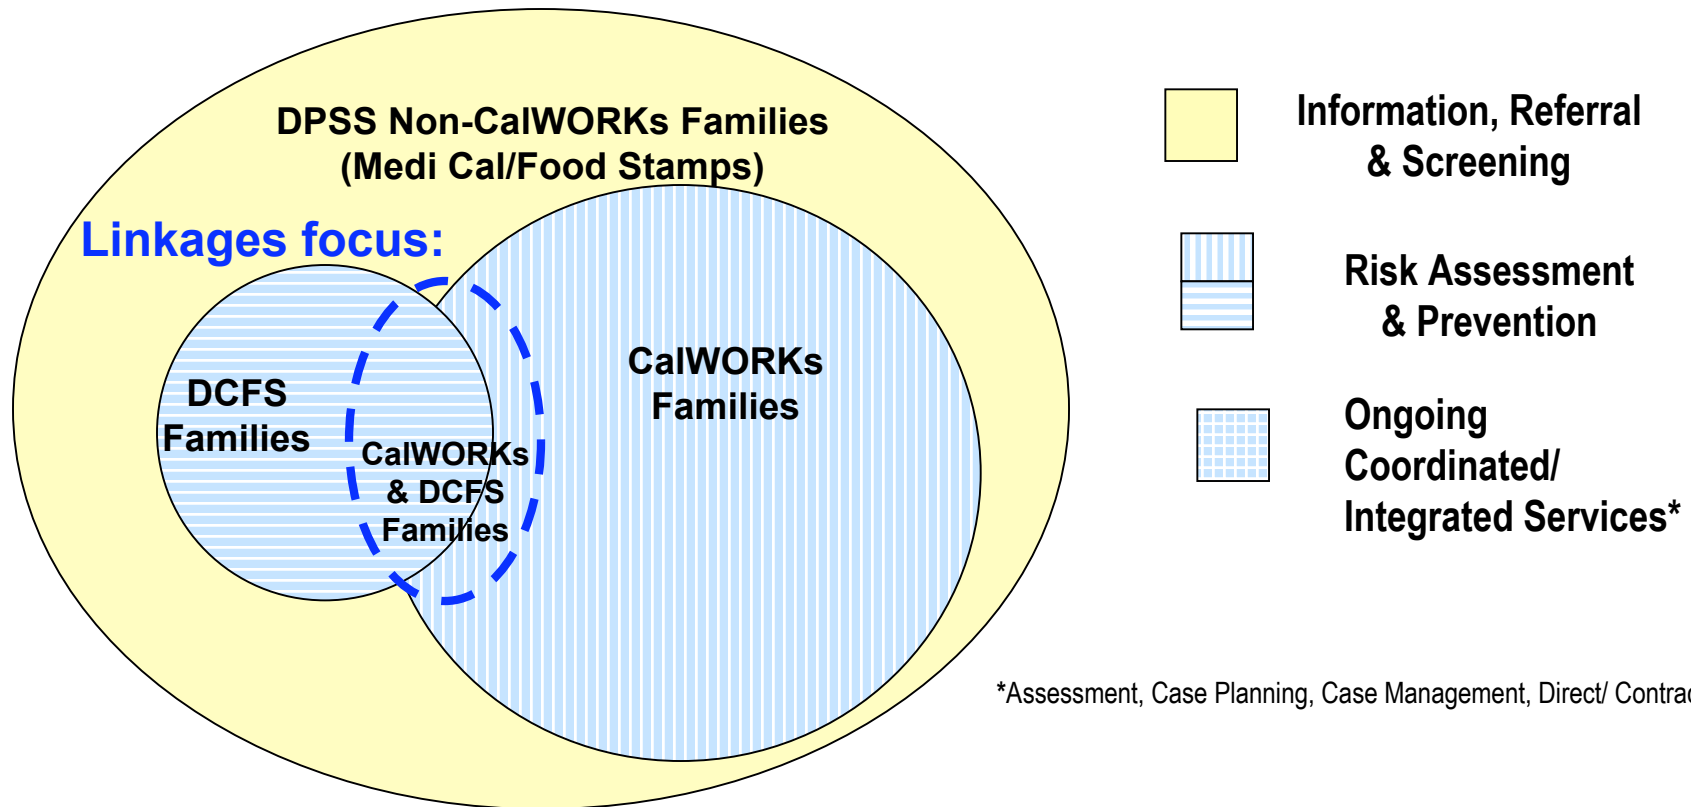 DPSS Non-CalWORKs Families
(Medi Cal/Food Stamps)
Linkages focus:
DCFS
Families
CalWORKs
& DCFS
Families
CalWORKs
Families
Information, Referral
& Screening
Risk Assessment
& Prevention
Ongoing
Coordinated/
Integrated Services*
*Assessment, Case Planning, Case Management, Direct/